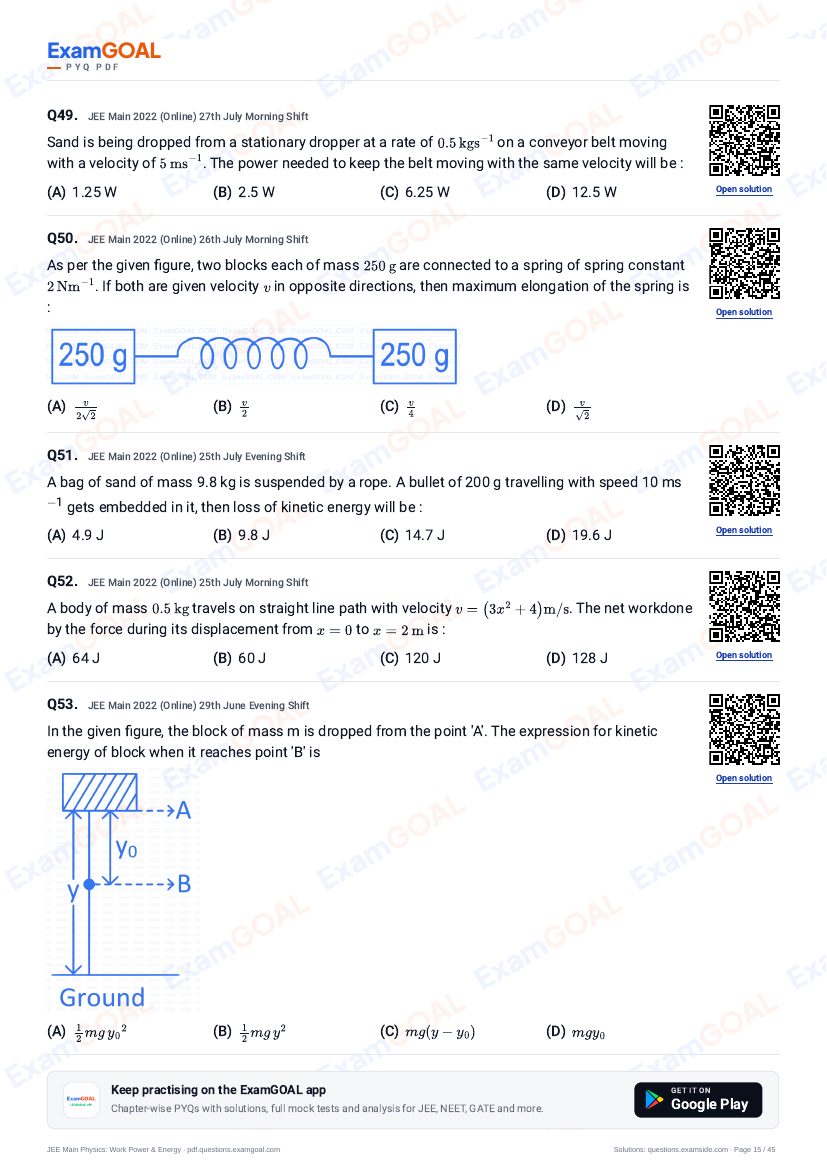 ExamGOAL
PYQ PDF
Q49. JEE Main 2022 (Online) 27th July Morning Shift
Sand is being dropped from a stationary dropper at a rate of 0.5 kgs⁻¹ on a conveyor belt moving
with a velocity of 5 ms⁻¹. The power needed to keep the belt moving with the same velocity will be :
(A) 1.25 W (B) 2.5 W (C) 6.25 W (D) 12.5 W
Open solution
Q50. JEE Main 2022 (Online) 26th July Morning Shift
As per the given figure, two blocks each of mass 250 g are connected to a spring of spring constant
2 Nm⁻¹. If both are given velocity v in opposite directions, then maximum elongation of the spring is
:
Open solution
250 g 250 g
(A) v/2√2 (B) v/2 (C) v/4 (D) v/√2
Q51. JEE Main 2022 (Online) 25th July Evening Shift
A bag of sand of mass 9.8 kg is suspended by a rope. A bullet of 200 g travelling with speed 10 ms
⁻¹ gets embedded in it, then loss of kinetic energy will be :
(A) 4.9 J (B) 9.8 J (C) 14.7 J (D) 19.6 J
Open solution
Q52. JEE Main 2022 (Online) 25th July Morning Shift
A body of mass 0.5 kg travels on straight line path with velocity v = (3x² + 4)m/s. The net workdone
by the force during its displacement from x = 0 to x = 2 m is :
(A) 64 J (B) 60 J (C) 120 J (D) 128 J
Open solution
Q53. JEE Main 2022 (Online) 29th June Evening Shift
In the given figure, the block of mass m is dropped from the point 'A'. The expression for kinetic
energy of block when it reaches point 'B' is
Open solution
A
y₀
y B
Ground
(A) ½mg y₀² (B) ½mg y² (C) mg(y − y₀) (D) mgy₀
Keep practising on the ExamGOAL app
Chapter-wise PYQs with solutions, full mock tests and analysis for JEE, NEET, GATE and more.
GET IT ON
Google Play
JEE Main Physics: Work Power & Energy · pdf.questions.examgoal.com Solutions: questions.examside.com · Page 15 / 45